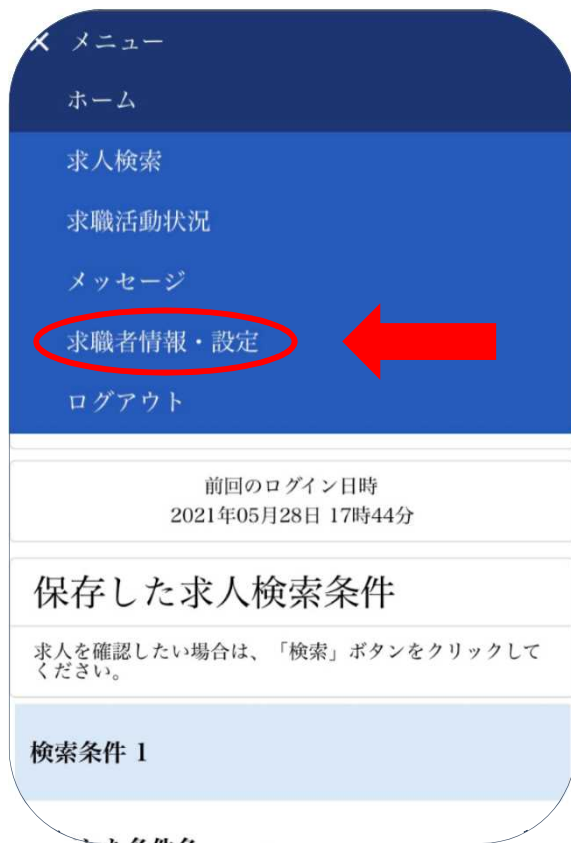 × メニュー
ホーム
求人検索
求職活動状況
メッセージ
求職者情報・設定
ログアウト
前回のログイン日時
2021年05月28日 17時44分
保存した求人検索条件
求人を確認したい場合は、「検索」ボタンをクリックして
ください。
検索条件 1